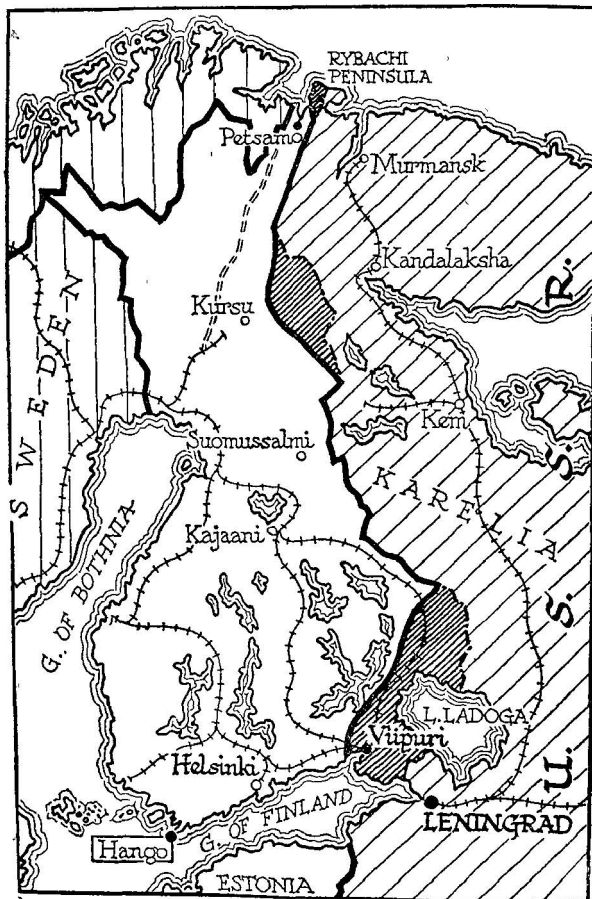 RYBACHI
PENINSULA
Petsamo
Murmansk
Kandalaksha
Kursu
SWEDEN
Kem
Suomussalmi
KARELIA
Kajaani
G. OF BOTHNIA
U. S. S. R.
L. LADOGA
Viipuri
Helsinki
G. OF FINLAND
LENINGRAD
Hango
ESTONIA